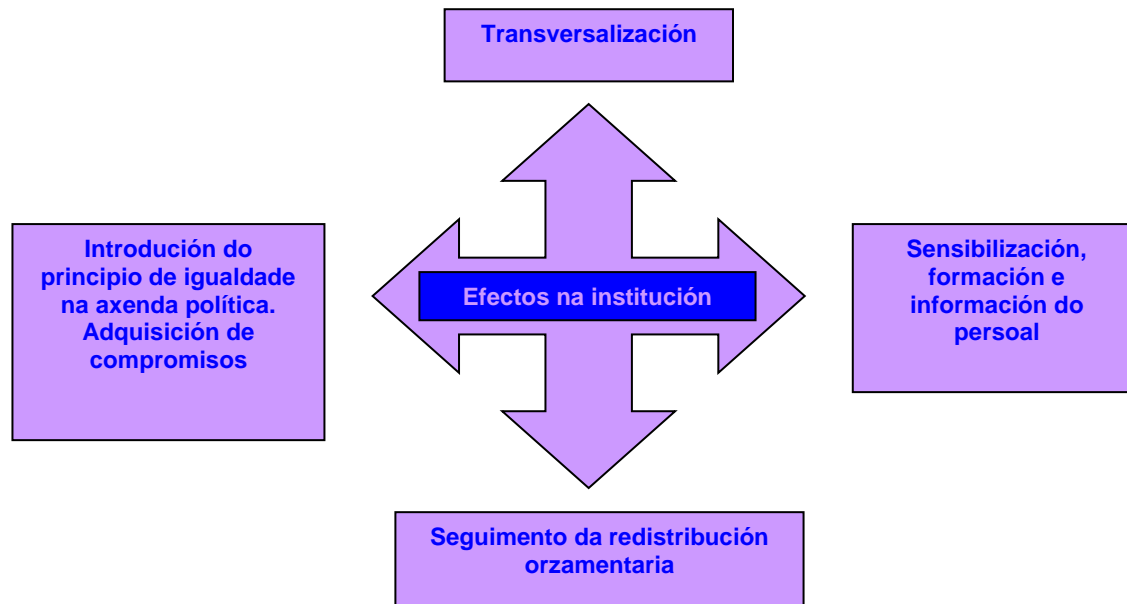 Transversalización
Introdución do
principio de igualdade
na axenda política.
Adquisición de
compromisos
Efectos na institución
Sensibilización,
formación e
información do
persoal
Seguimento da redistribución
orzamentaria